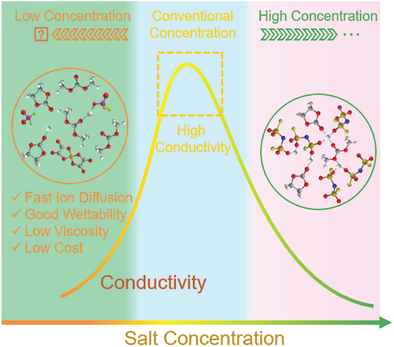 Low Concentration
?
Conventional
Concentration
High Concentration
...
High
Conductivity
✓ Fast Ion Diffusion
✓ Good Wettability
✓ Low Viscosity
✓ Low Cost
Conductivity
Salt Concentration